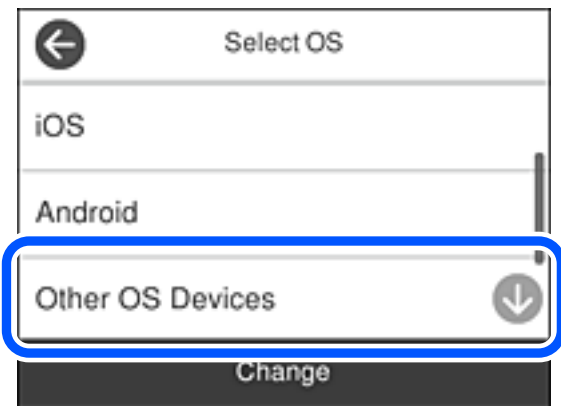 Select OS
iOS
Android
Other OS Devices
Change